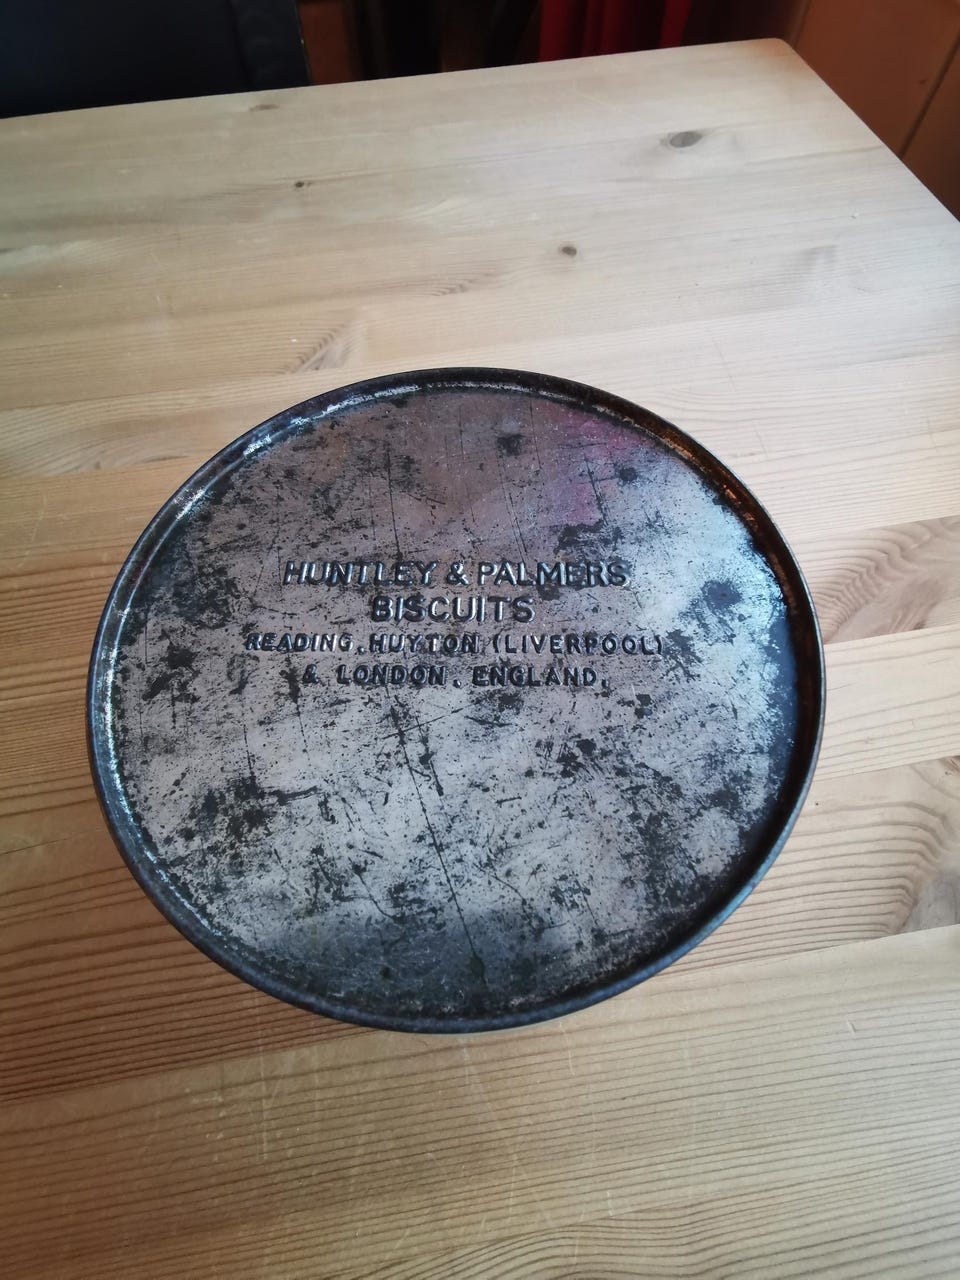 HUNTLEY & PALMERS
BISCUITS
READING, HUYTON (LIVERPOOL)
& LONDON, ENGLAND.